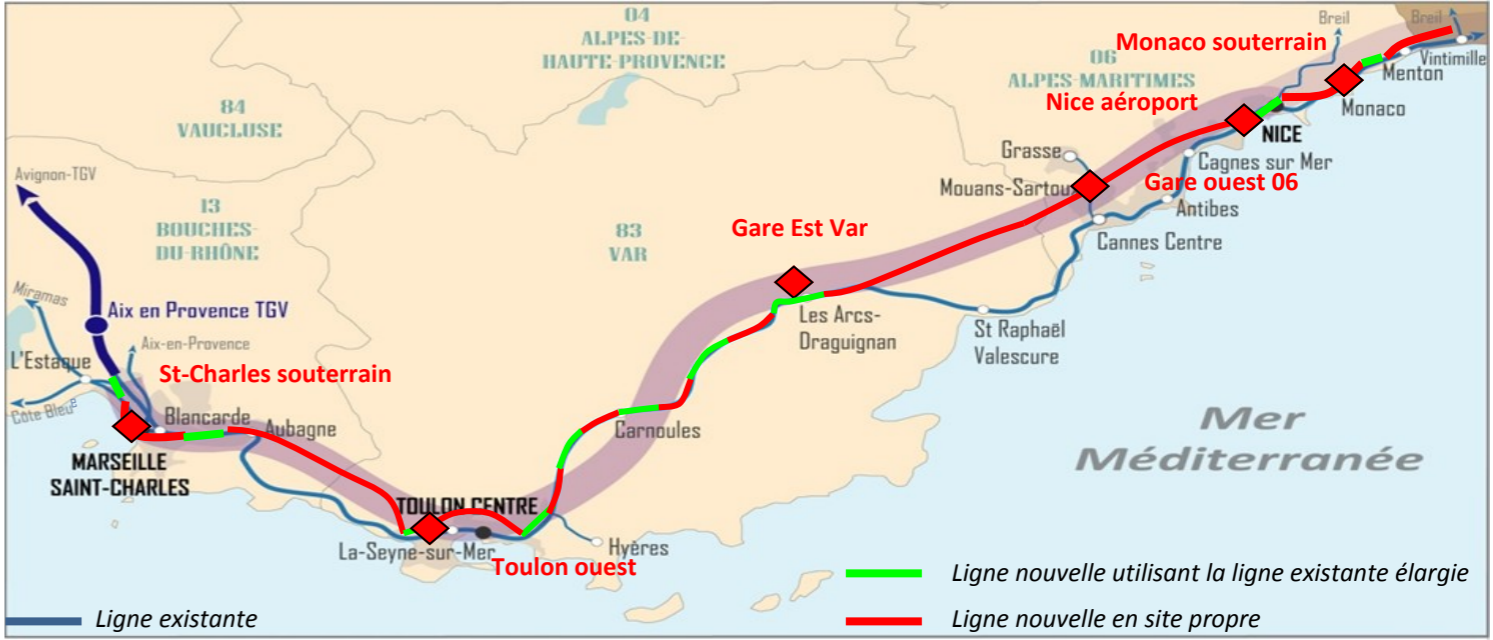 04
ALPES-DE-
HAUTE-PROVENCE
Breil
Breil
Monaco souterrain
Vintimille
06
ALPES-MARITIMES
Menton
84
VAUCLUSE
Nice aéroport
Monaco
NICE
Grasse
Cagnes sur Mer
Avignon-TGV
Mouans-Sartou
Gare ouest 06
13
BOUCHES-
DU-RHÔNE
Antibes
83
VAR
Gare Est Var
Cannes Centre
Miramas
Aix en Provence TGV
Les Arcs-
Draguignan
St Raphaël
Valescure
Aix-en-Provence
L'Estaque
St-Charles souterrain
Côte Bleue
Blancarde
Aubagne
Carnoules
Mer
Méditerranée
MARSEILLE
SAINT-CHARLES
TOULON CENTRE
La-Seyne-sur-Mer
Hyères
Toulon ouest
Ligne nouvelle utilisant la ligne existante élargie
Ligne existante
Ligne nouvelle en site propre